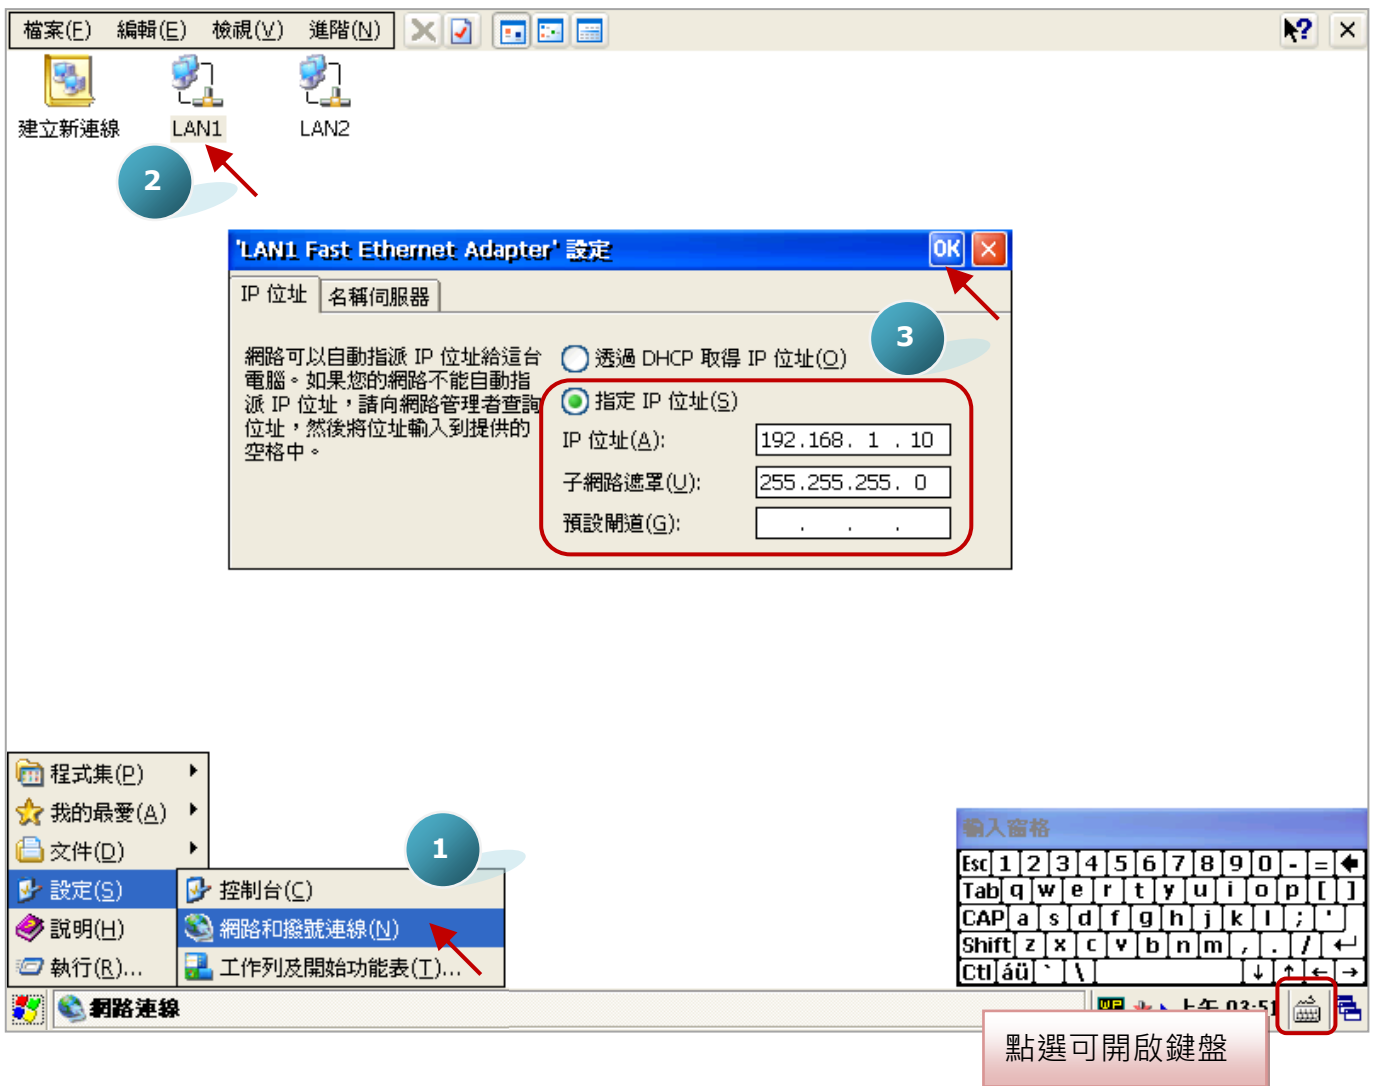 檔案(F) 編輯(E) 檢視(V) 進階(N)
建立新連線 LAN1 LAN2
2
'LAN1 Fast Ethernet Adapter' 設定 OK
IP 位址 名稱伺服器
3
網路可以自動指派 IP 位址給這台
電腦。如果您的網路不能自動指
派 IP 位址，請向網路管理者查詢
位址，然後將位址輸入到提供的
空格中。
透過 DHCP 取得 IP 位址(O)
指定 IP 位址(S)
IP 位址(A): 192.168. 1 . 10
子網路遮罩(U): 255.255.255. 0
預設閘道(G): . . .
程式集(P)
我的最愛(A)
文件(D)
設定(S)
說明(H)
執行(R)...
1
控制台(C)
網路和撥號連線(N)
工作列及開始功能表(T)...
輸入窗格
Esc 1 2 3 4 5 6 7 8 9 0 - =
Tab q w e r t y u i o p [ ]
CAP a s d f g h j k l ; '
Shift z x c v b n m , . /
Ctl áü ` \ ↓ ↑ ← →
網路連線
上午 03:51
點選可開啟鍵盤